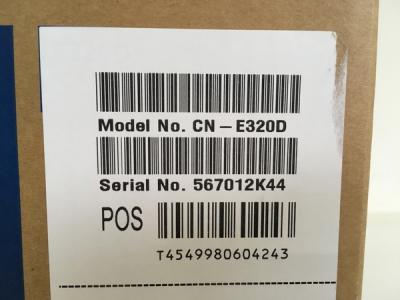 Model No. CN-E320D
Serial No. 567012K44
POS
T4549980604243